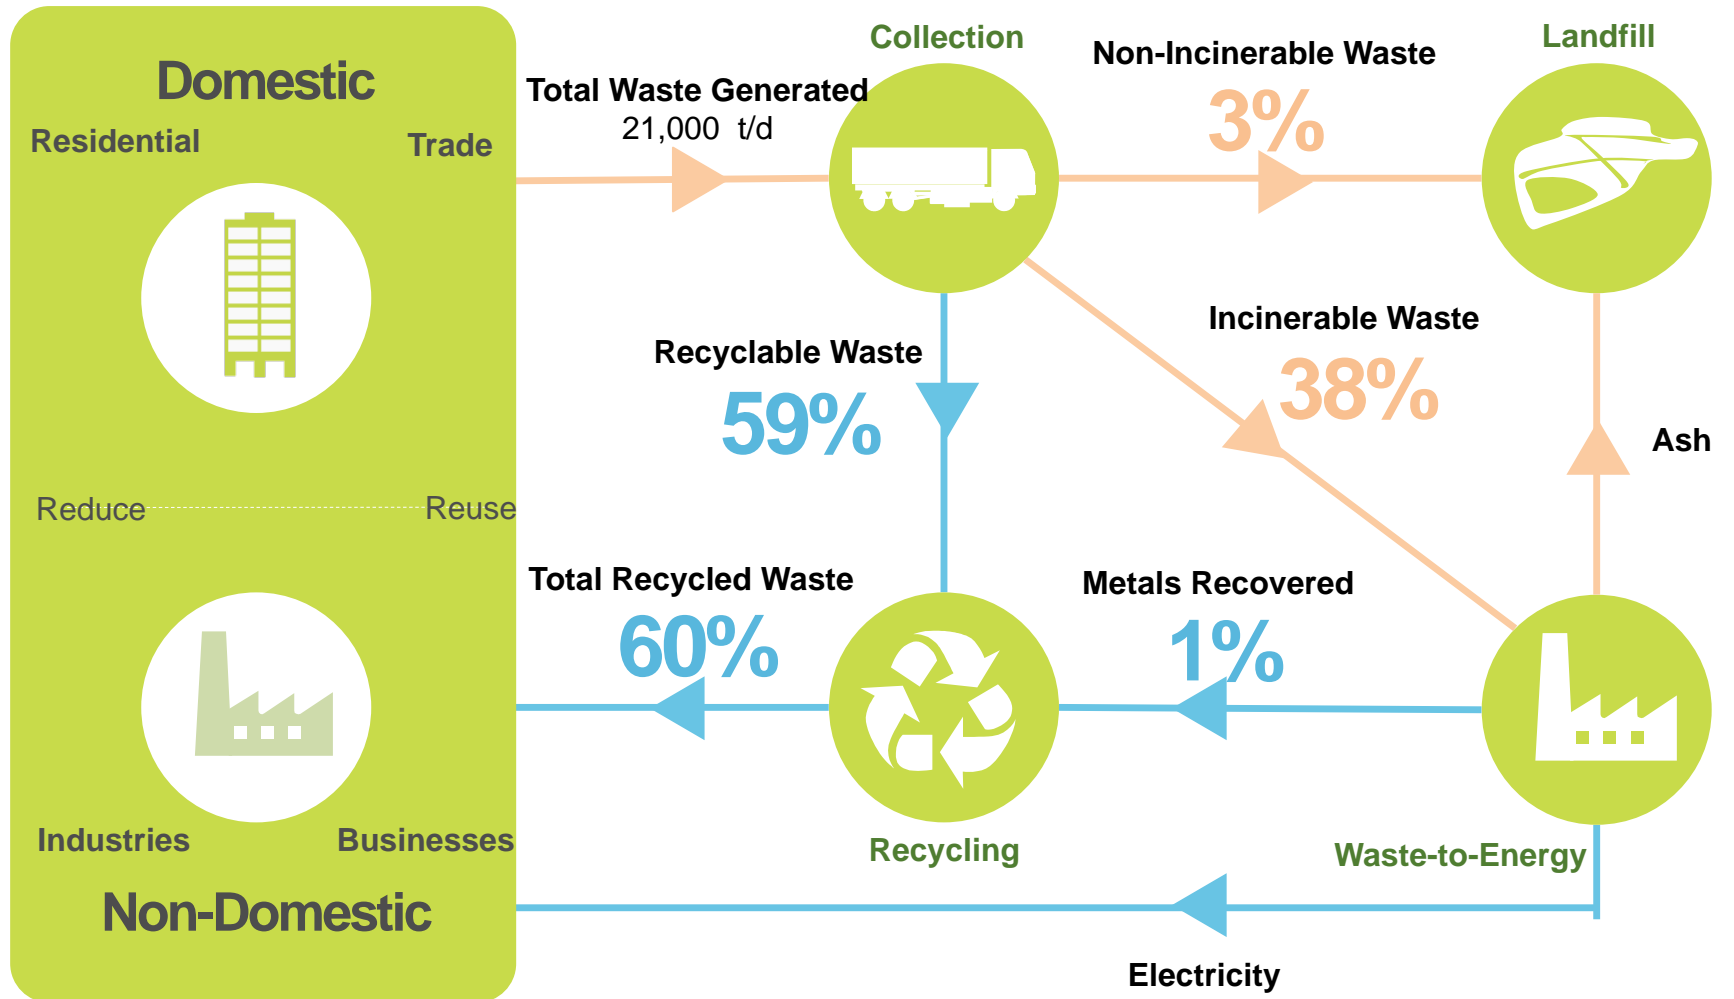 Domestic
Residential
Trade
Reduce
Reuse
Industries
Businesses
Non-Domestic
Total Waste Generated
21,000 t/d
Collection
Non-Incinerable Waste
3%
Landfill
Recyclable Waste
59%
Incinerable Waste
38%
Ash
Total Recycled Waste
60%
Metals Recovered
1%
Recycling
Waste-to-Energy
Electricity